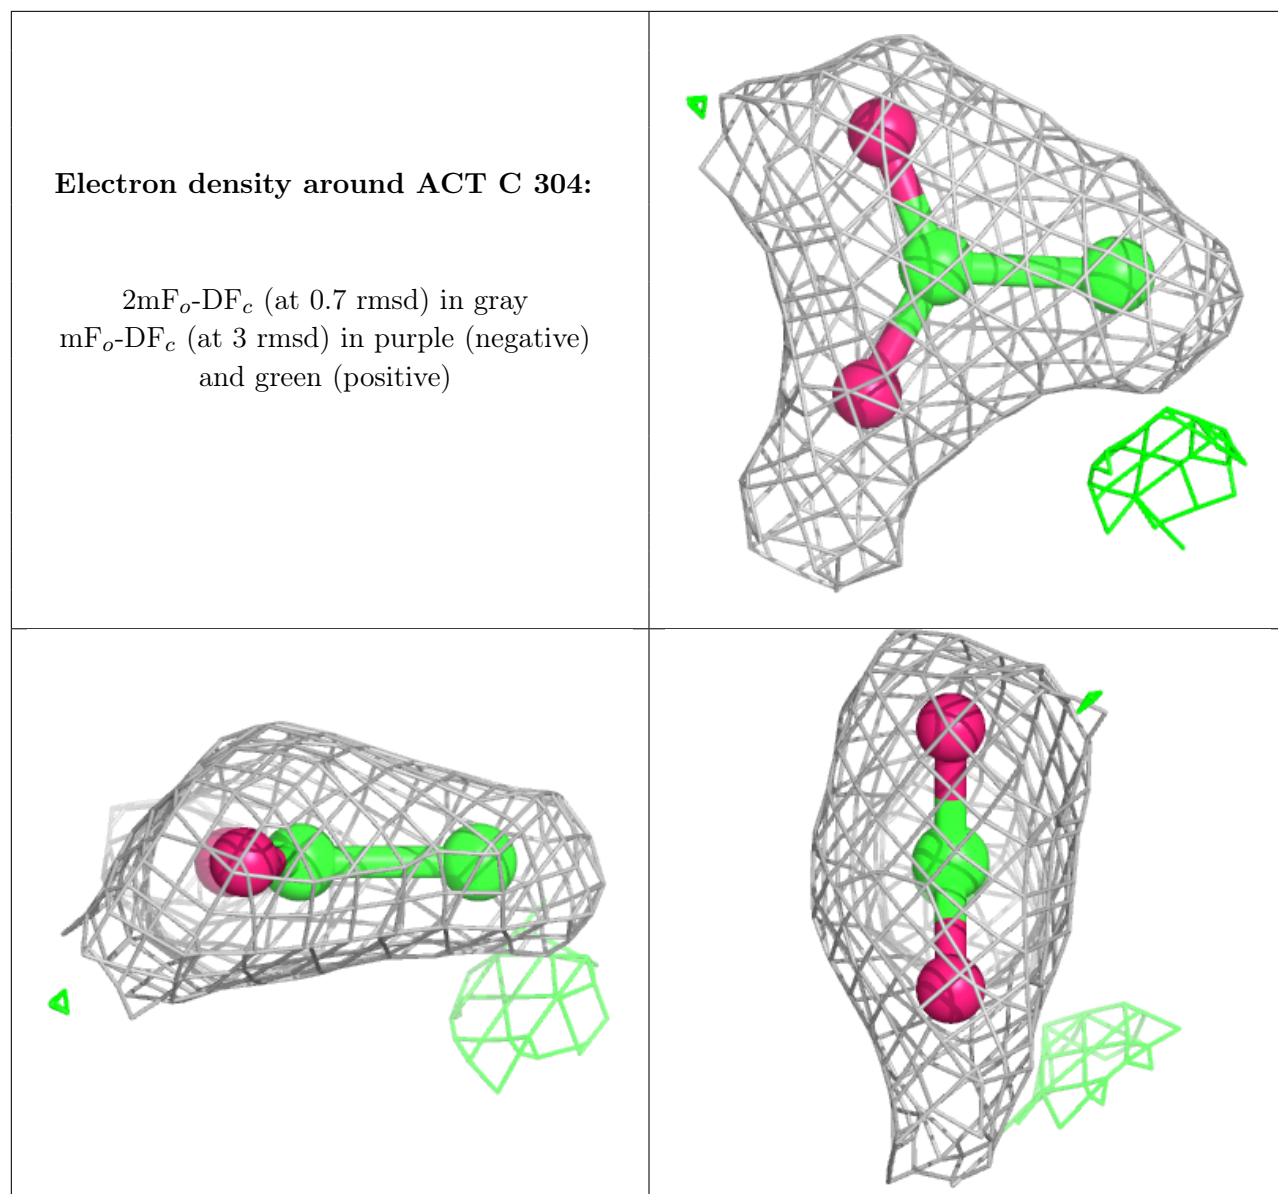 Electron density around ACT C 304:
2mFo-DFc (at 0.7 rmsd) in gray
mFo-DFc (at 3 rmsd) in purple (negative)
and green (positive)